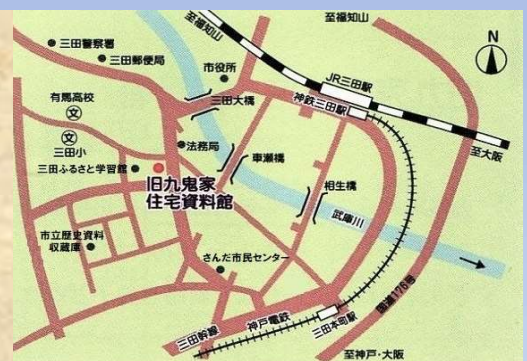 至福知山
至福知山
三田警察署
三田郵便局
市役所
JR三田駅
N
有馬高校
文
三田大橋
神鉄三田駅
至大阪
文
三田小
法務局
車瀬橋
三田ふるさと学習館
旧九鬼家
住宅資料館
相生橋
武庫川
市立歴史資料
収蔵庫
さんだ市民センター
国道176号
三田幹線
神戸電鉄
三田本町駅
至神戸・大阪